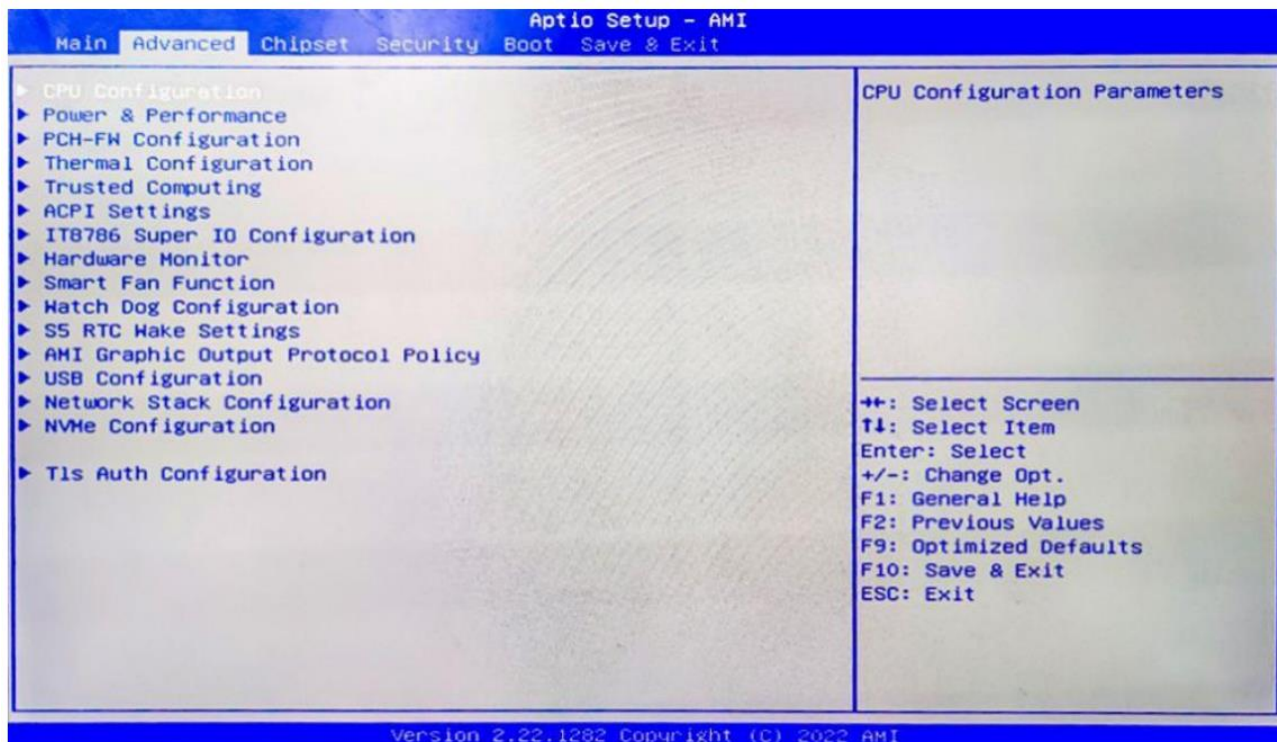 Aptio Setup - AMI
Main Advanced Chipset Security Boot Save & Exit
▶ CPU Configuration
▶ Power & Performance
▶ PCH-FW Configuration
▶ Thermal Configuration
▶ Trusted Computing
▶ ACPI Settings
▶ IT8786 Super IO Configuration
▶ Hardware Monitor
▶ Smart Fan Function
▶ Watch Dog Configuration
▶ S5 RTC Wake Settings
▶ AMI Graphic Output Protocol Policy
▶ USB Configuration
▶ Network Stack Configuration
▶ NVMe Configuration
▶ Tls Auth Configuration
CPU Configuration Parameters
→←: Select Screen
↑↓: Select Item
Enter: Select
+/-: Change Opt.
F1: General Help
F2: Previous Values
F9: Optimized Defaults
F10: Save & Exit
ESC: Exit
Version 2.22.1282 Copyright (C) 2022 AMI